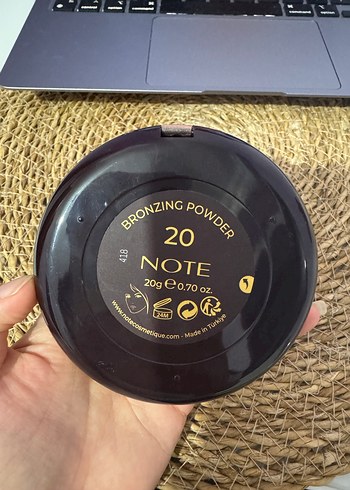 BRONZING POWDER
20
418
NOTE
20g ℮ 0.70 oz.
24M
www.notecosmetique.com - Made in Türkiye